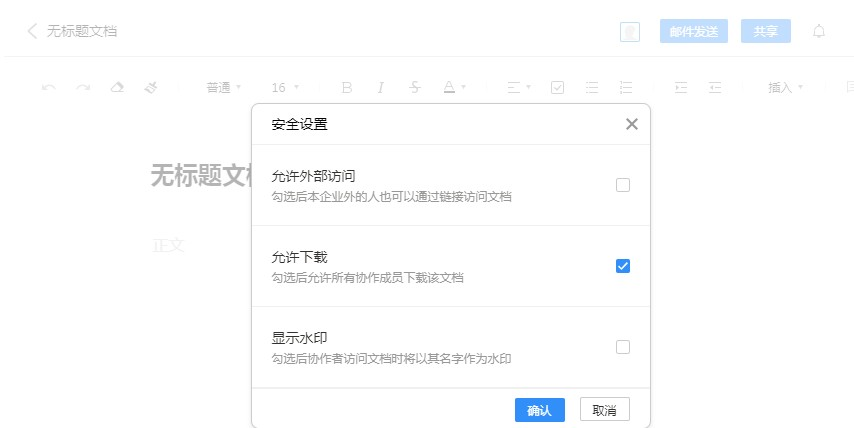 无标题文档
邮件发送
共享
普通
16
B
I
S
A
插入
安全设置
无标题文
允许外部访问
勾选后本企业外的人也可以通过链接访问文档
正文
允许下载
勾选后允许所有协作成员下载该文档
显示水印
勾选后协作者访问文档时将以其名字作为水印
确认
取消